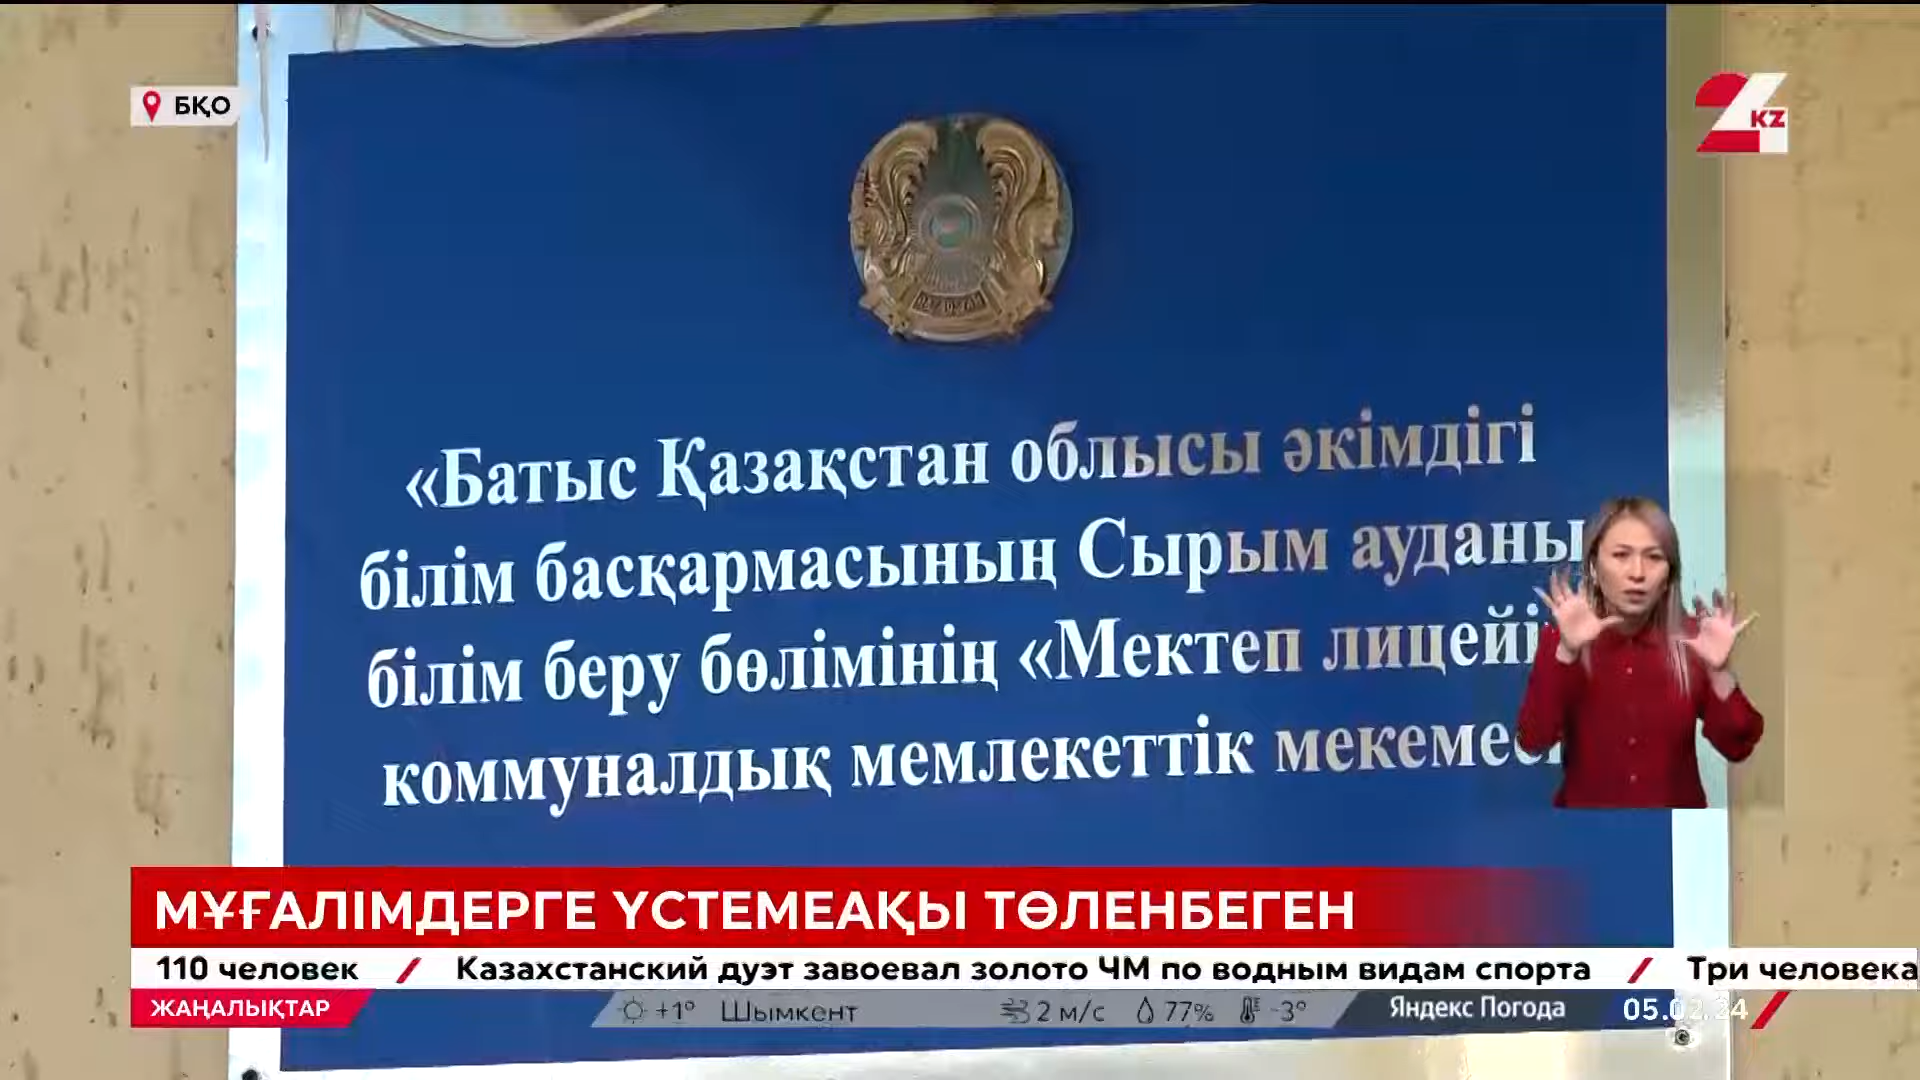 БҚО
KZ
«Батыс Қазақстан облысы әкімдігі
білім басқармасының Сырым ауданы
білім беру бөлімінің «Мектеп лицейі
коммуналдық мемлекеттік
МҰҒАЛІМДЕРГЕ ҮСТЕМЕАҚЫ ТӨЛЕНБЕГЕН
110 человек / Казахстанский дуэт завоевал золото ЧМ по водным видам спорта / Три человека
ЖАҢАЛЫҚТАР
+1° Шымкент 2 м/с 77% -3° Яндекс Погода
05.02.24